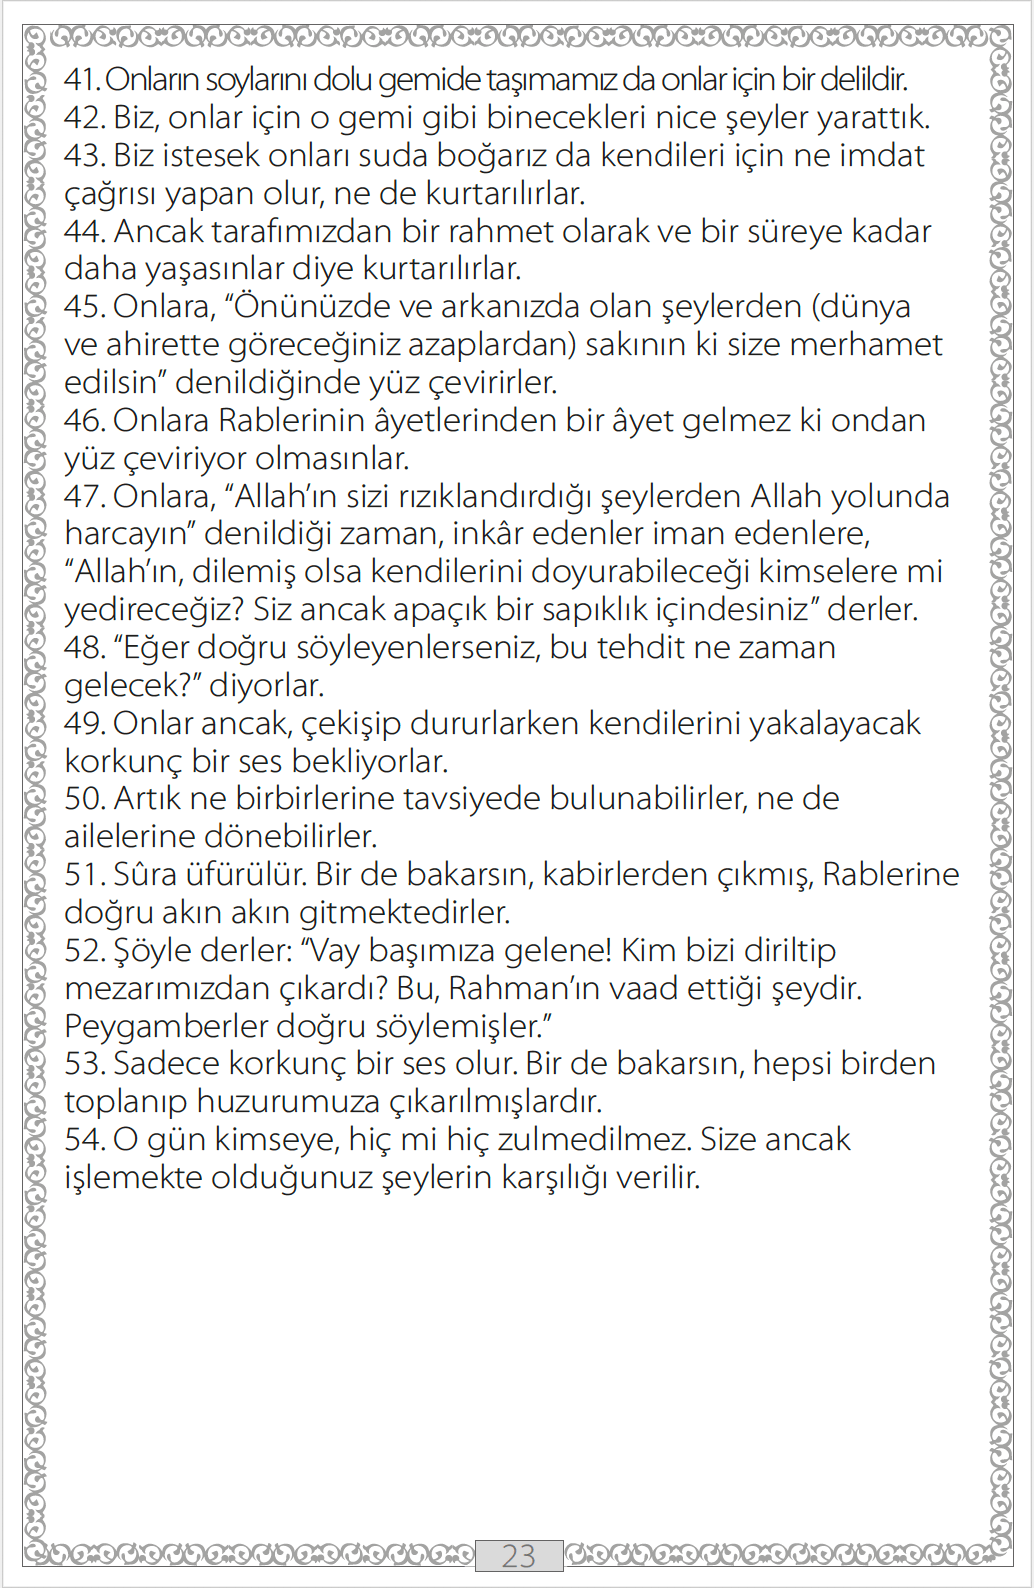 41. Onların soylarını dolu gemide taşımamız da onlar için bir delildir.
42. Biz, onlar için o gemi gibi binecekleri nice şeyler yarattık.
43. Biz istesek onları suda boğarız da kendileri için ne imdat
çağrısı yapan olur, ne de kurtarılırlar.
44. Ancak tarafımızdan bir rahmet olarak ve bir süreye kadar
daha yaşasınlar diye kurtarılırlar.
45. Onlara, “Önünüzde ve arkanızda olan şeylerden (dünya
ve ahirette göreceğiniz azaplardan) sakının ki size merhamet
edilsin” denildiğinde yüz çevirirler.
46. Onlara Rablerinin âyetlerinden bir âyet gelmez ki ondan
yüz çeviriyor olmasınlar.
47. Onlara, “Allah’ın sizi rızıklandırdığı şeylerden Allah yolunda
harcayın” denildiği zaman, inkâr edenler iman edenlere,
“Allah’ın, dilemiş olsa kendilerini doyurabileceği kimselere mi
yedireceğiz? Siz ancak apaçık bir sapıklık içindesiniz” derler.
48. “Eğer doğru söyleyenlerseniz, bu tehdit ne zaman
gelecek?” diyorlar.
49. Onlar ancak, çekişip dururlarken kendilerini yakalayacak
korkunç bir ses bekliyorlar.
50. Artık ne birbirlerine tavsiyede bulunabilirler, ne de
ailelerine dönebilirler.
51. Sûra üfürülür. Bir de bakarsın, kabirlerden çıkmış, Rablerine
doğru akın akın gitmektedirler.
52. Şöyle derler: “Vay başımıza gelene! Kim bizi diriltip
mezarımızdan çıkardı? Bu, Rahman’ın vaad ettiği şeydir.
Peygamberler doğru söylemişler.”
53. Sadece korkunç bir ses olur. Bir de bakarsın, hepsi birden
toplanıp huzurumuza çıkarılmışlardır.
54. O gün kimseye, hiç mi hiç zulmedilmez. Size ancak
işlemekte olduğunuz şeylerin karşılığı verilir.
23